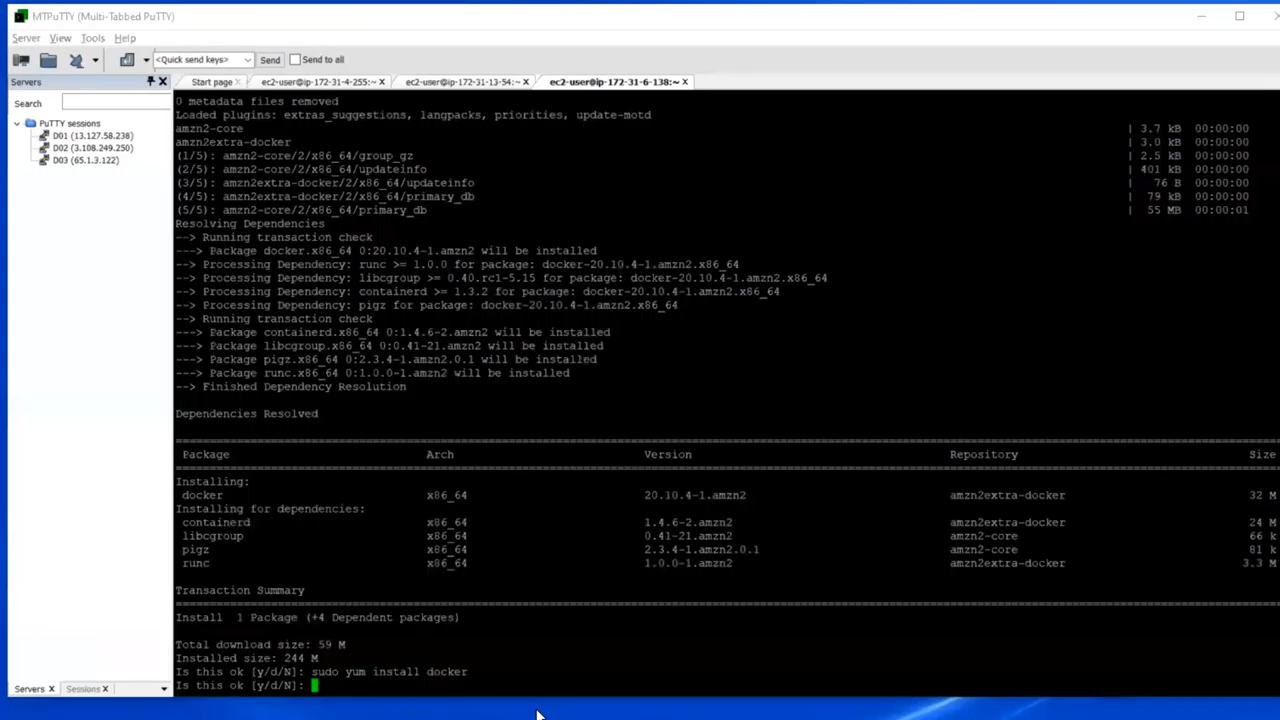 MTPuTTY (Multi-Tabbed PuTTY)
Server View Tools Help
<Quick send keys> Send Send to all
Servers
Start page ec2-user@ip-172-31-4-255:~ ec2-user@ip-172-31-13-54:~ ec2-user@ip-172-31-6-138:~
Search
PuTTY sessions
D01 (13.127.58.238)
D02 (3.108.249.250)
D03 (65.1.3.122)
0 metadata files removed
Loaded plugins: extras_suggestions, langpacks, priorities, update-motd
amzn2-core | 3.7 kB 00:00:00
amzn2extra-docker | 3.0 kB 00:00:00
(1/5): amzn2-core/2/x86_64/group_gz | 2.5 kB 00:00:00
(2/5): amzn2-core/2/x86_64/updateinfo | 401 kB 00:00:00
(3/5): amzn2extra-docker/2/x86_64/updateinfo | 76 B 00:00:00
(4/5): amzn2extra-docker/2/x86_64/primary_db | 79 kB 00:00:00
(5/5): amzn2-core/2/x86_64/primary_db | 55 MB 00:00:01
Resolving Dependencies
--> Running transaction check
---> Package docker.x86_64 0:20.10.4-1.amzn2 will be installed
--> Processing Dependency: runc >= 1.0.0 for package: docker-20.10.4-1.amzn2.x86_64
--> Processing Dependency: libcgroup >= 0.40.rc1-5.15 for package: docker-20.10.4-1.amzn2.x86_64
--> Processing Dependency: containerd >= 1.3.2 for package: docker-20.10.4-1.amzn2.x86_64
--> Processing Dependency: pigz for package: docker-20.10.4-1.amzn2.x86_64
--> Running transaction check
---> Package containerd.x86_64 0:1.4.6-2.amzn2 will be installed
---> Package libcgroup.x86_64 0:0.41-21.amzn2 will be installed
---> Package pigz.x86_64 0:2.3.4-1.amzn2.0.1 will be installed
---> Package runc.x86_64 0:1.0.0-1.amzn2 will be installed
--> Finished Dependency Resolution
Dependencies Resolved
Package Arch Version Repository Size
Installing:
docker x86_64 20.10.4-1.amzn2 amzn2extra-docker 32 M
Installing for dependencies:
containerd x86_64 1.4.6-2.amzn2 amzn2extra-docker 24 M
libcgroup x86_64 0.41-21.amzn2 amzn2-core 66 k
pigz x86_64 2.3.4-1.amzn2.0.1 amzn2-core 81 k
runc x86_64 1.0.0-1.amzn2 amzn2extra-docker 3.3 M
Transaction Summary
Install 1 Package (+4 Dependent packages)
Total download size: 59 M
Installed size: 244 M
Is this ok [y/d/N]: sudo yum install docker
Is this ok [y/d/N]:
Servers Sessions